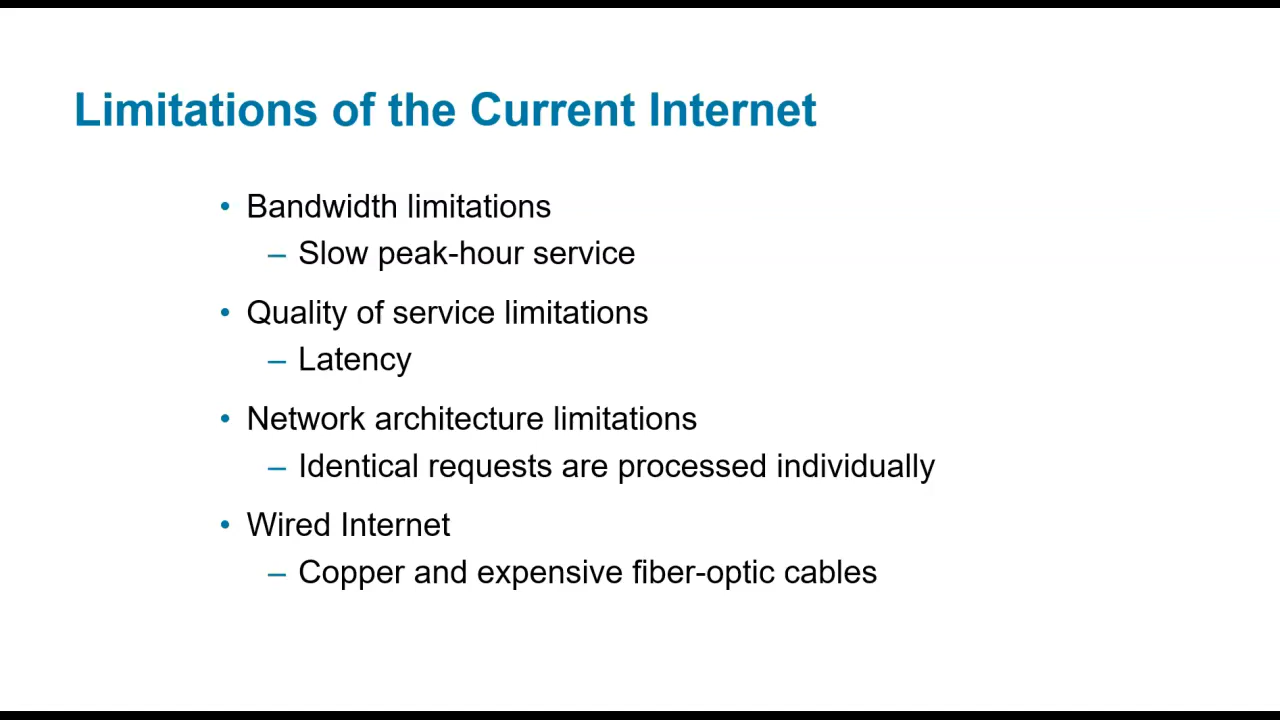 Limitations of the Current Internet
• Bandwidth limitations
– Slow peak-hour service
• Quality of service limitations
– Latency
• Network architecture limitations
– Identical requests are processed individually
• Wired Internet
– Copper and expensive fiber-optic cables